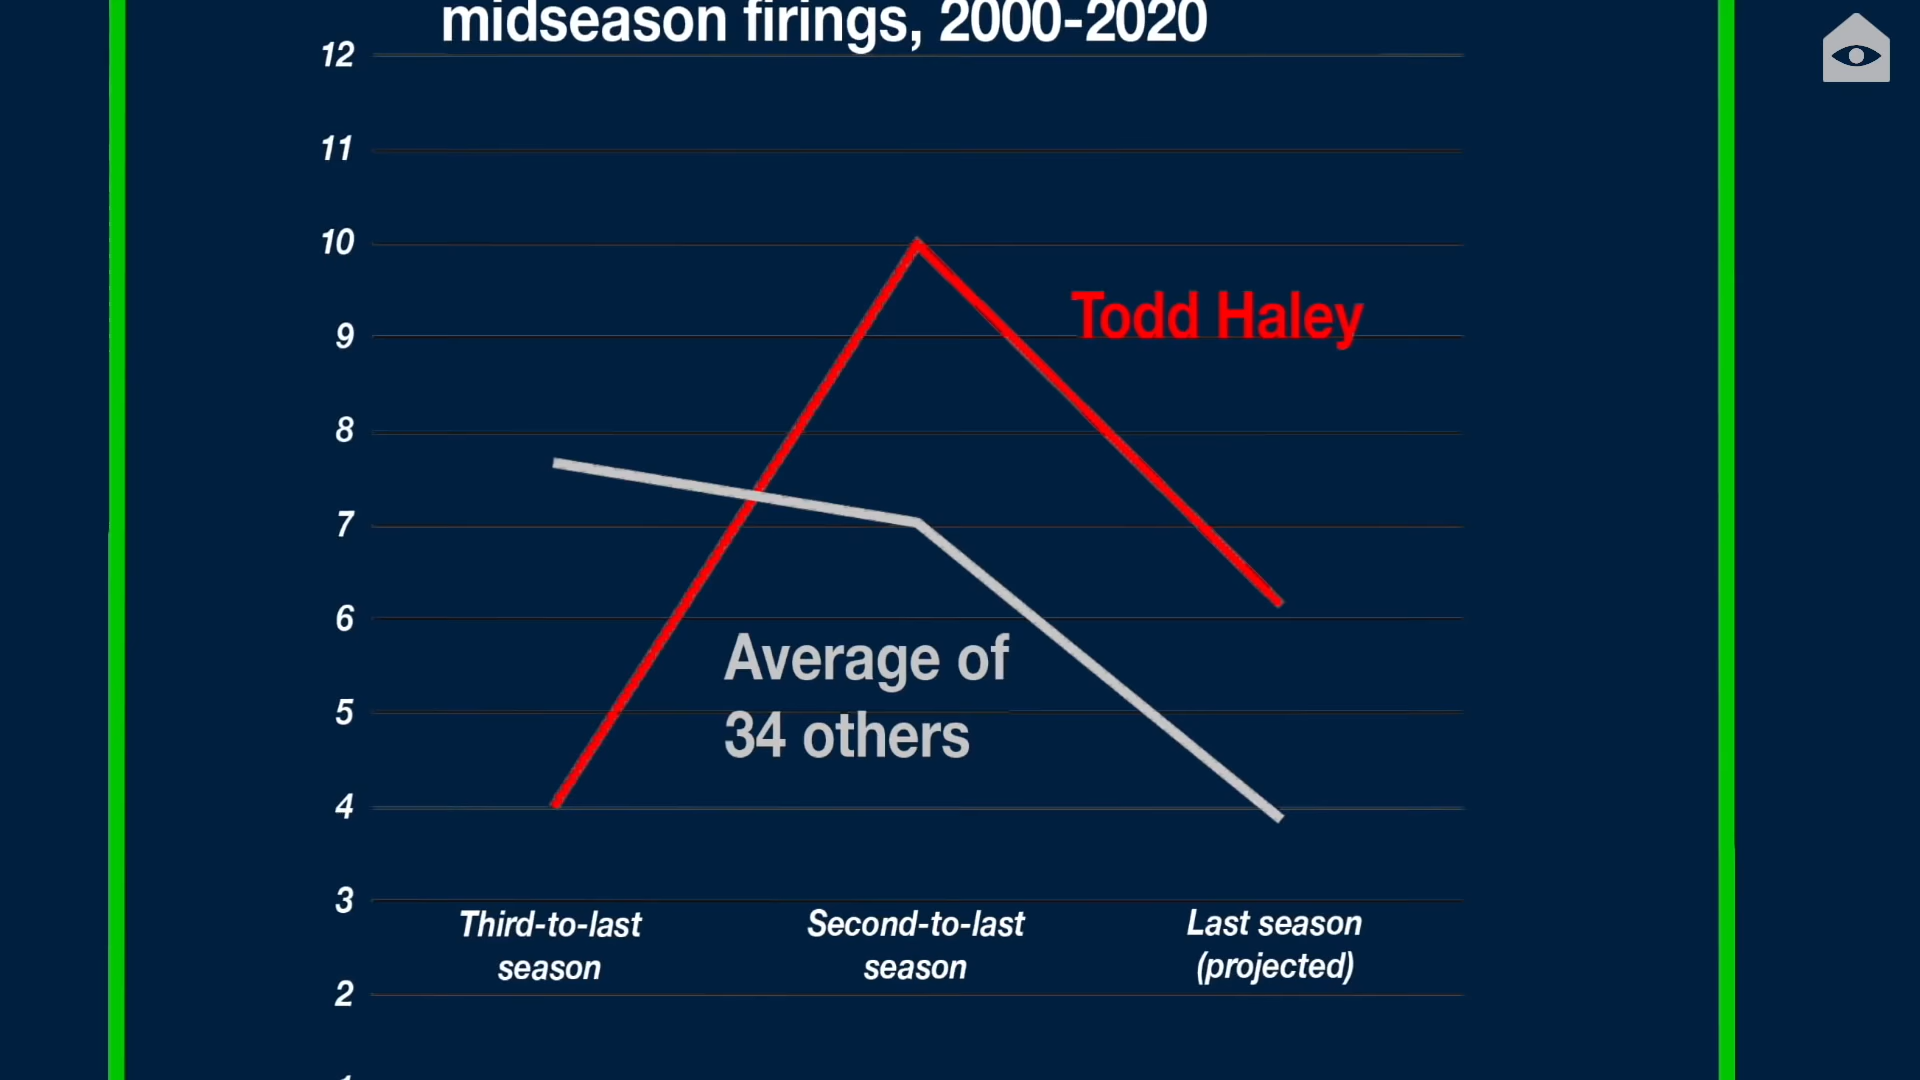 midseason firings, 2000-2020
12
11
10
9
8
7
6
5
4
3
2
Todd Haley
Average of
34 others
Third-to-last
season
Second-to-last
season
Last season
(projected)